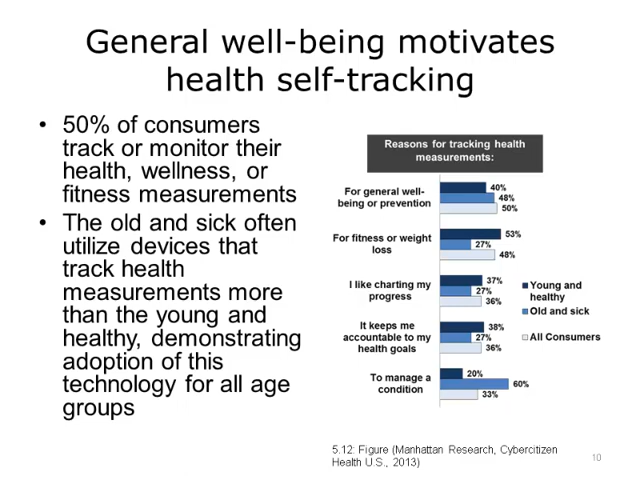 General well-being motivates
health self-tracking
• 50% of consumers
track or monitor their
health, wellness, or
fitness measurements
• The old and sick often
utilize devices that
track health
measurements more
than the young and
healthy, demonstrating
adoption of this
technology for all age
groups
Reasons for tracking health
measurements:
For general well-
being or prevention
40%
48%
50%
For fitness or weight
loss
53%
27%
48%
I like charting my
progress
37%
27%
36%
It keeps me
accountable to my
health goals
38%
27%
36%
To manage a
condition
20%
60%
33%
Young and
healthy
Old and sick
All Consumers
5.12: Figure (Manhattan Research, Cybercitizen
Health U.S., 2013)
10